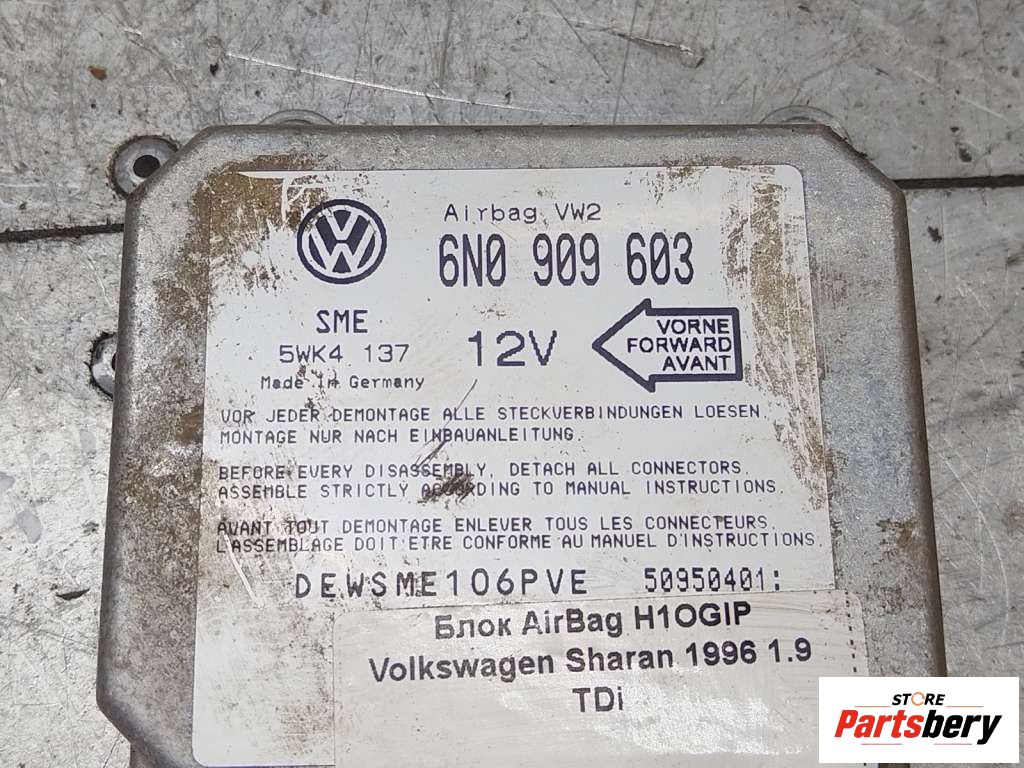 Airbag VW2
6N0 909 603
SME
5WK4 137
12V
VORNE
FORWARD
AVANT
Made in Germany
VOR JEDER DEMONTAGE ALLE STECKVERBINDUNGEN LOESEN.
MONTAGE NUR NACH EINBAUANLEITUNG.
BEFORE EVERY DISASSEMBLY, DETACH ALL CONNECTORS.
ASSEMBLE STRICTLY ACCORDING TO MANUAL INSTRUCTIONS.
AVANT TOUT DEMONTAGE ENLEVER TOUS LES CONNECTEURS.
L'ASSEMBLAGE DOIT ETRE CONFORME AU MANUEL D'INSTRUCTIONS.
DEWSME106PVE 50950401:
Блок AirBag H1OGIP
Volkswagen Sharan 1996 1.9
TDi
STORE
Partsbery